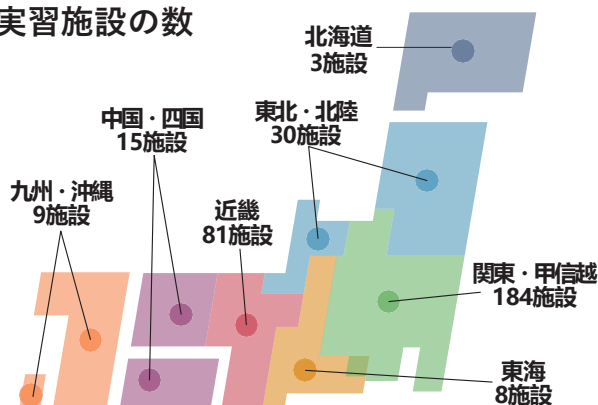 実習施設の数
北海道
3施設
東北・北陸
30施設
中国・四国
15施設
九州・沖縄
9施設
近畿
81施設
関東・甲信越
184施設
東海
8施設